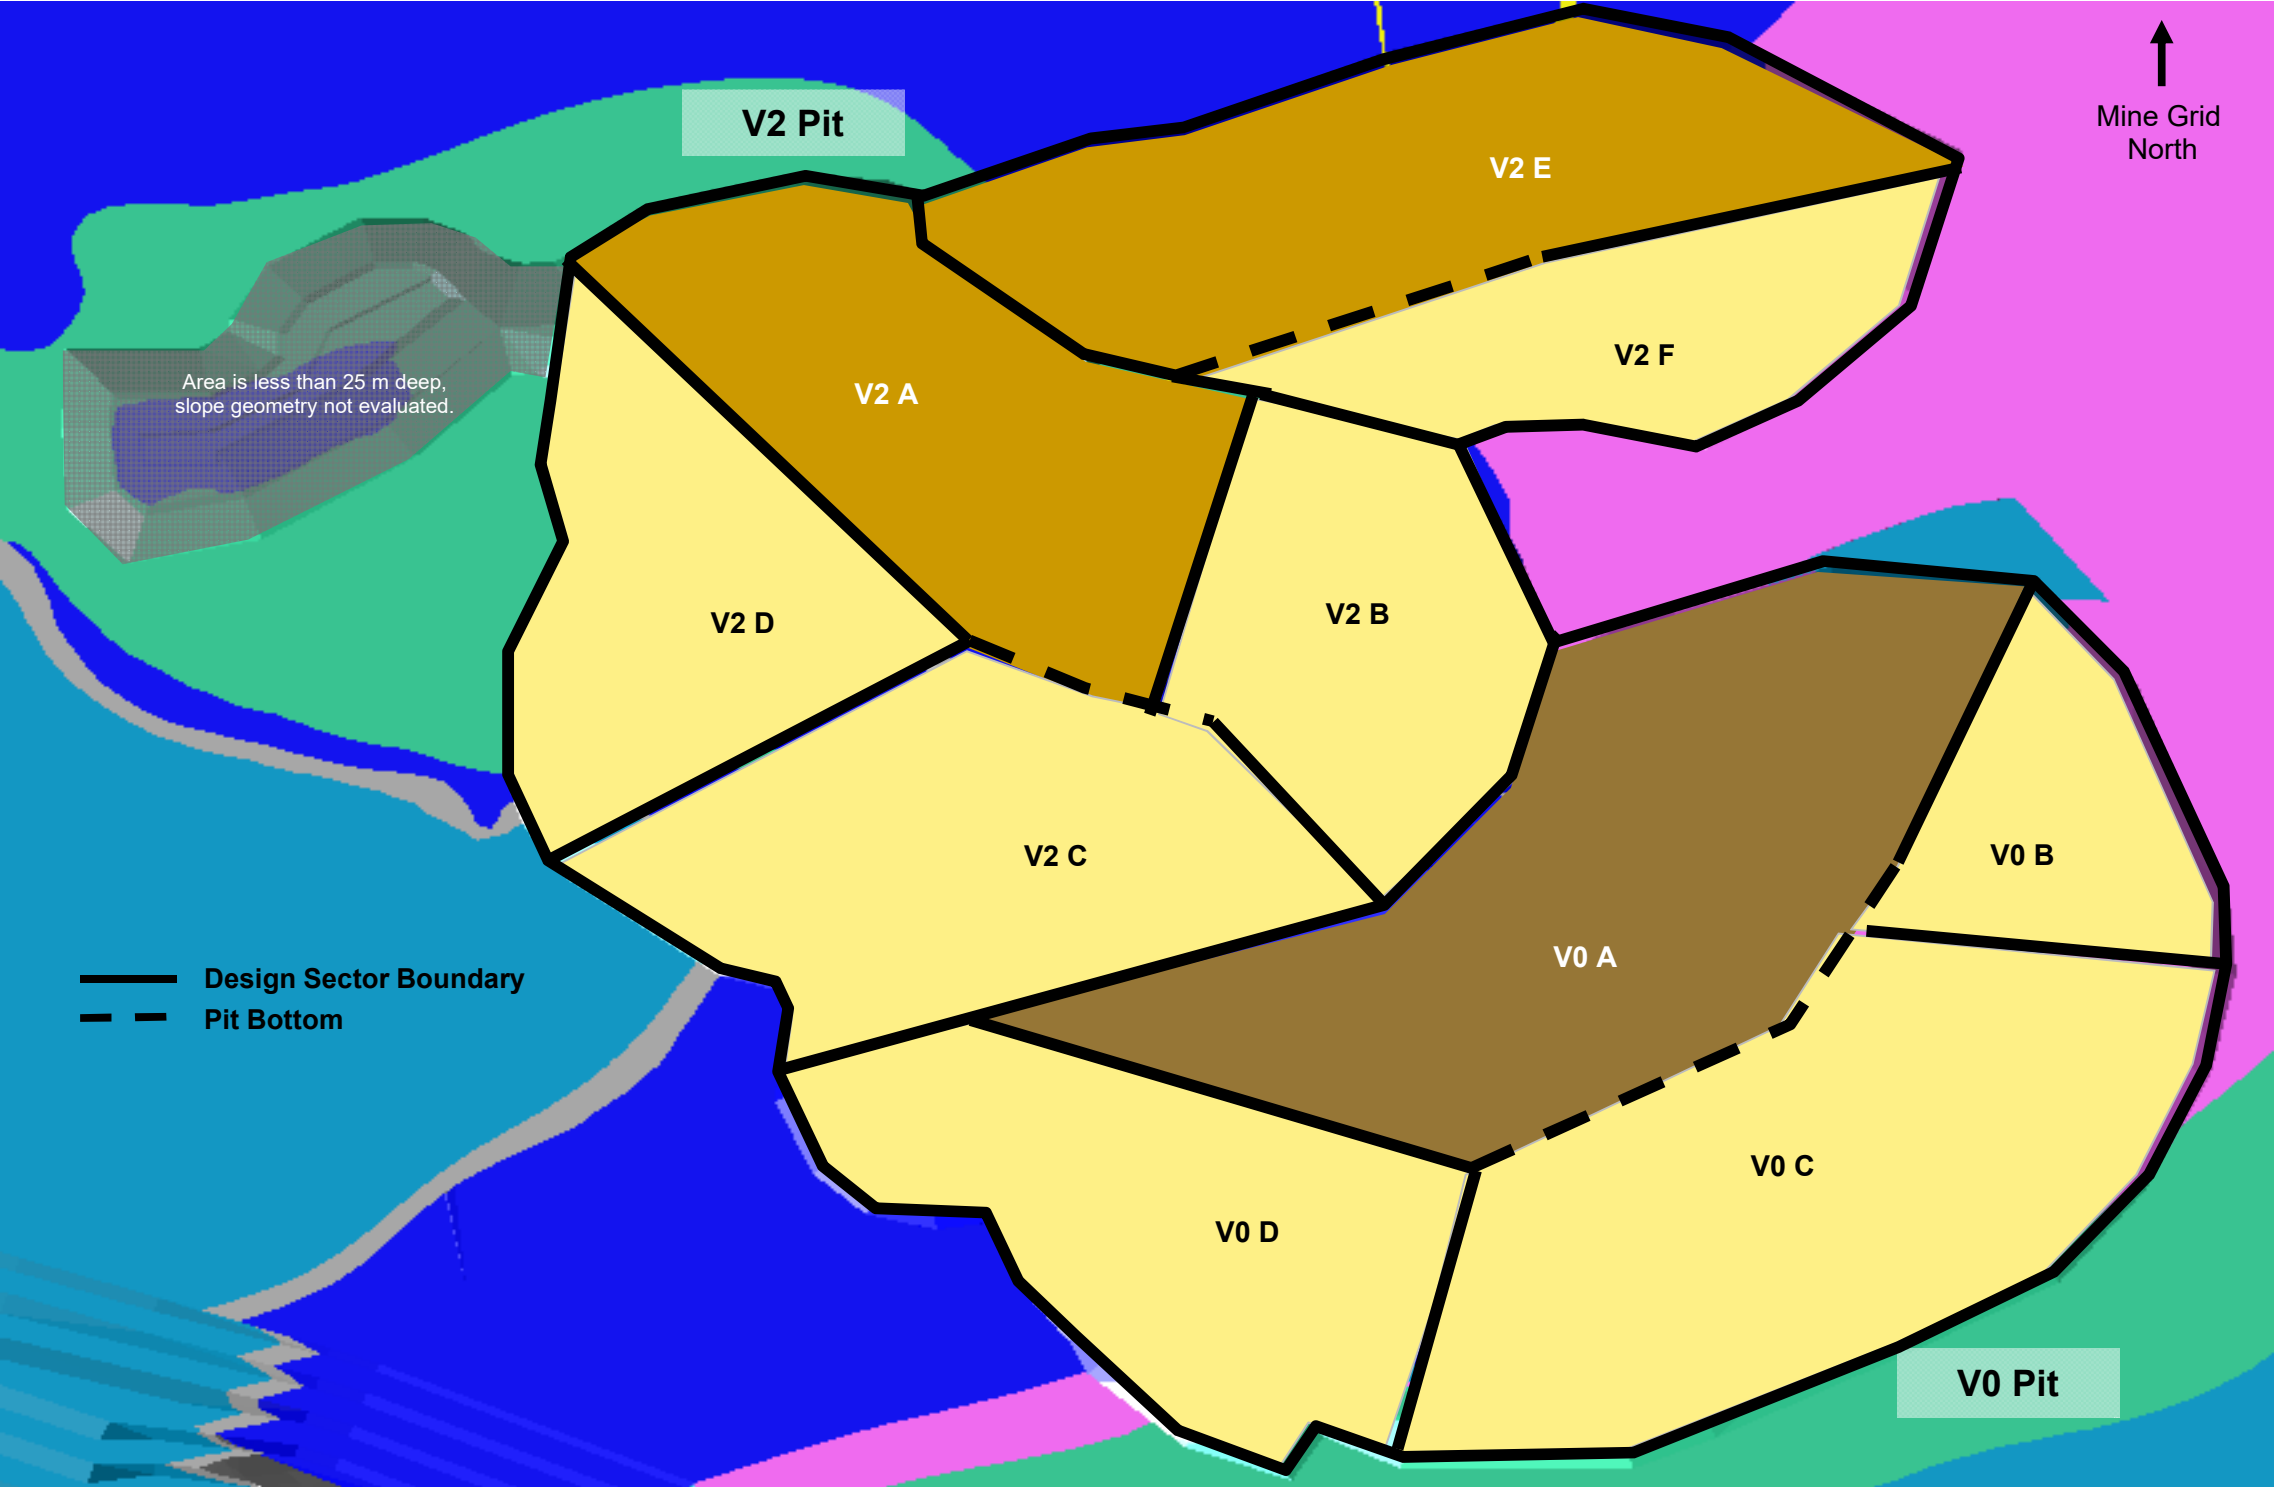 V2 Pit
Mine Grid
North
V2 E
V2 F
V2 A
Area is less than 25 m deep,
slope geometry not evaluated.
V2 D
V2 B
V2 C
V0 B
V0 A
Design Sector Boundary
Pit Bottom
V0 C
V0 D
V0 Pit